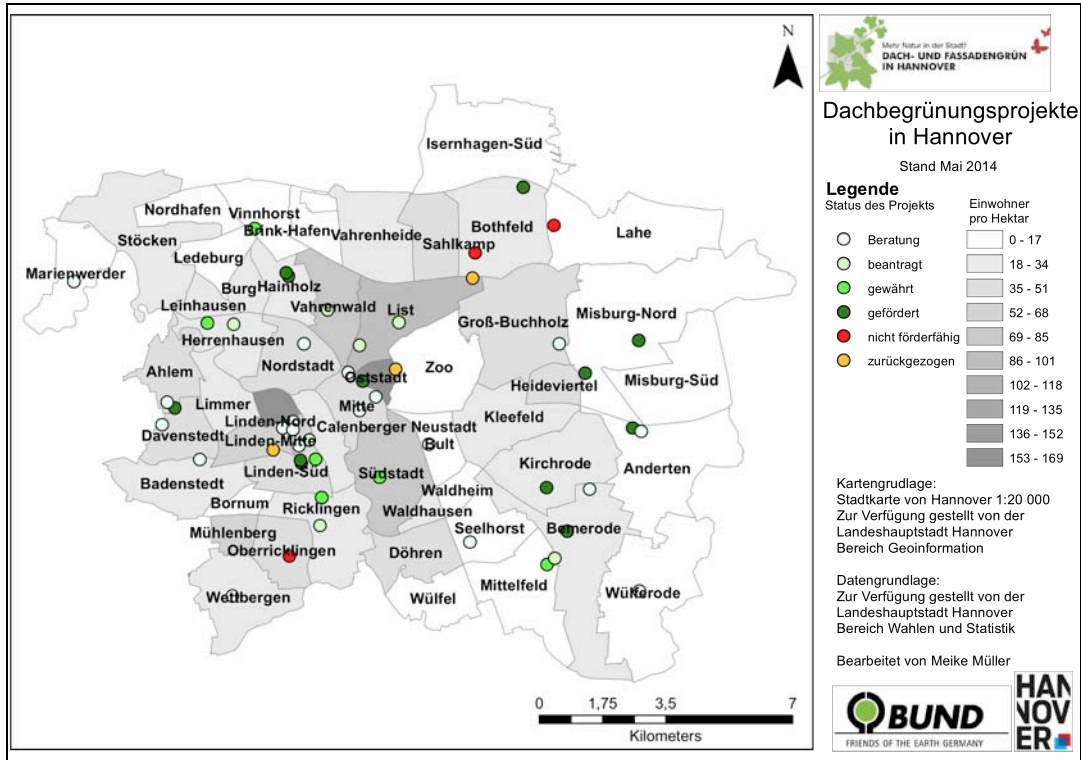 N
Isernhagen-Süd
Nordhafen
Vinnhorst
Brink-Hafen
Vahrenheide
Bothfeld
Sahlkamp
Lahe
Stöcken
Ledeburg
Marienwerder
Burg
Hainholz
Leinhausen
Vahrenwald
List
Herrenhausen
Groß-Buchholz
Misburg-Nord
Nordstadt
Oststadt
Zoo
Ahlem
Heideviertel
Misburg-Süd
Limmer
Mitte
Linden-Nord
Calenberger Neustadt
Kleefeld
Davenstedt
Linden-Mitte
Bult
Badenstedt
Linden-Süd
Südstadt
Kirchrode
Anderten
Waldheim
Bornum
Ricklingen
Waldhausen
Mühlenberg
Seelhorst
Bemerode
Oberricklingen
Döhren
Wettbergen
Wülfel
Mittelfeld
Wülferode
0 1,75 3,5 7
Kilometers
Mehr Natur in der Stadt!
DACH- UND FASSADENGRÜN
IN HANNOVER
Dachbegrünungsprojekte
in Hannover
Stand Mai 2014
Legende
Status des Projekts
Beratung
beantragt
gewährt
gefördert
nicht förderfähig
zurückgezogen
Einwohner
pro Hektar
0 - 17
18 - 34
35 - 51
52 - 68
69 - 85
86 - 101
102 - 118
119 - 135
136 - 152
153 - 169
Kartengrudlage:
Stadtkarte von Hannover 1:20 000
Zur Verfügung gestellt von der
Landeshauptstadt Hannover
Bereich Geoinformation
Datengrundlage:
Zur Verfügung gestellt von der
Landeshauptstadt Hannover
Bereich Wahlen und Statistik
Bearbeitet von Meike Müller
BUND
FRIENDS OF THE EARTH GERMANY
HAN
NOV
ER